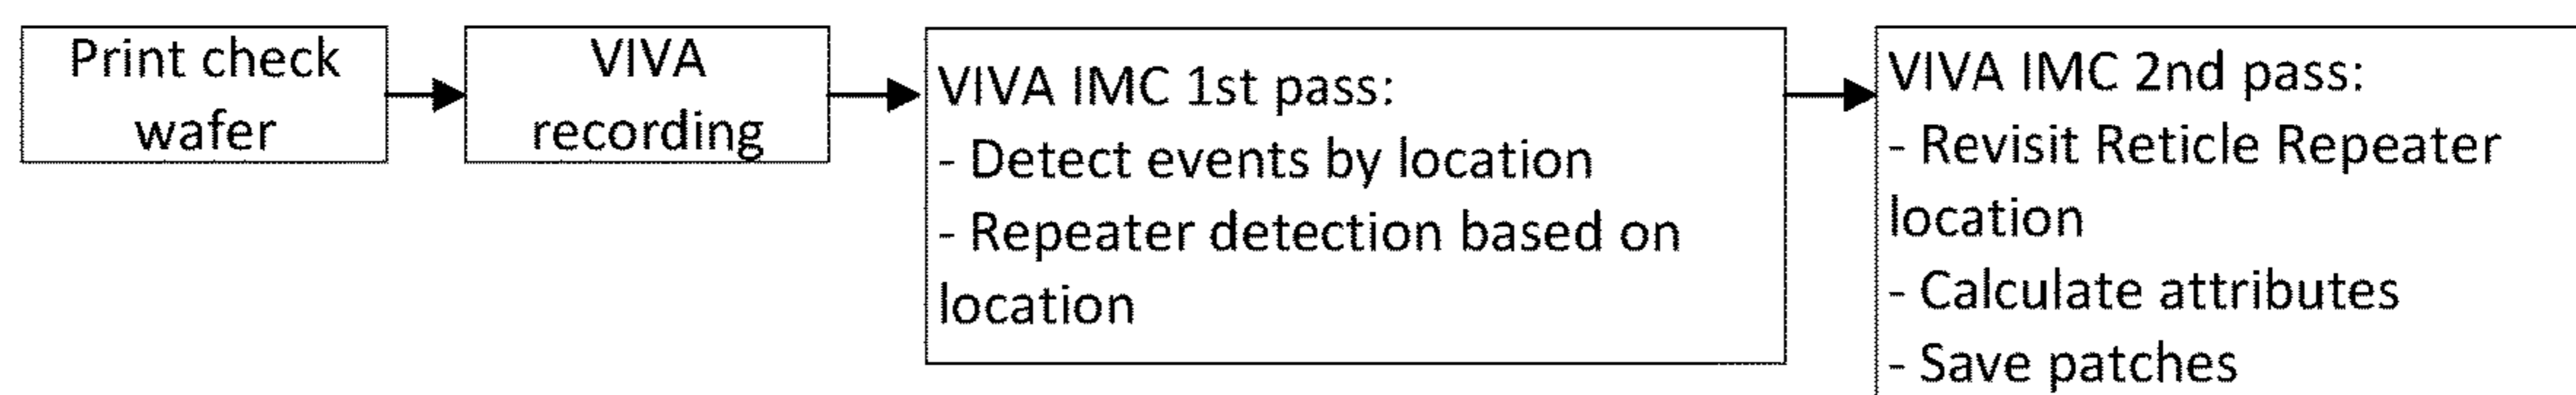 Print check
wafer
VIVA
recording
VIVA IMC 1st pass:
- Detect events by location
- Repeater detection based on
location
VIVA IMC 2nd pass:
- Revisit Reticle Repeater
location
- Calculate attributes
- Save patches